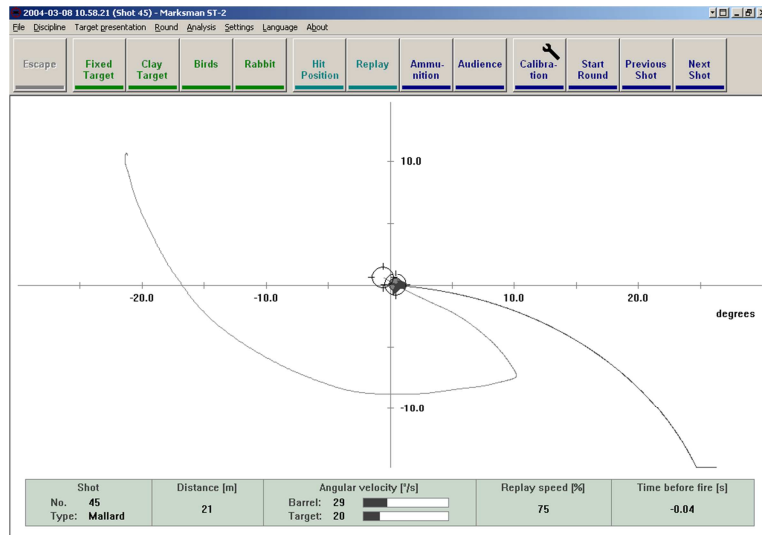 2004-03-08 10.58.21 (Shot 45) - Marksman ST-2
File Discipline Target presentation Round Analysis Settings Language About
Escape Fixed Target Clay Target Birds Rabbit Hit Position Replay Ammu-nition Audience Calibra-tion Start Round Previous Shot Next Shot
10.0
-20.0 -10.0 10.0 20.0
degrees
-10.0
Shot Distance [m] Angular velocity [°/s] Replay speed [%] Time before fire [s]
No. 45 21 Barrel: 29 75 -0.04
Type: Mallard Target: 20